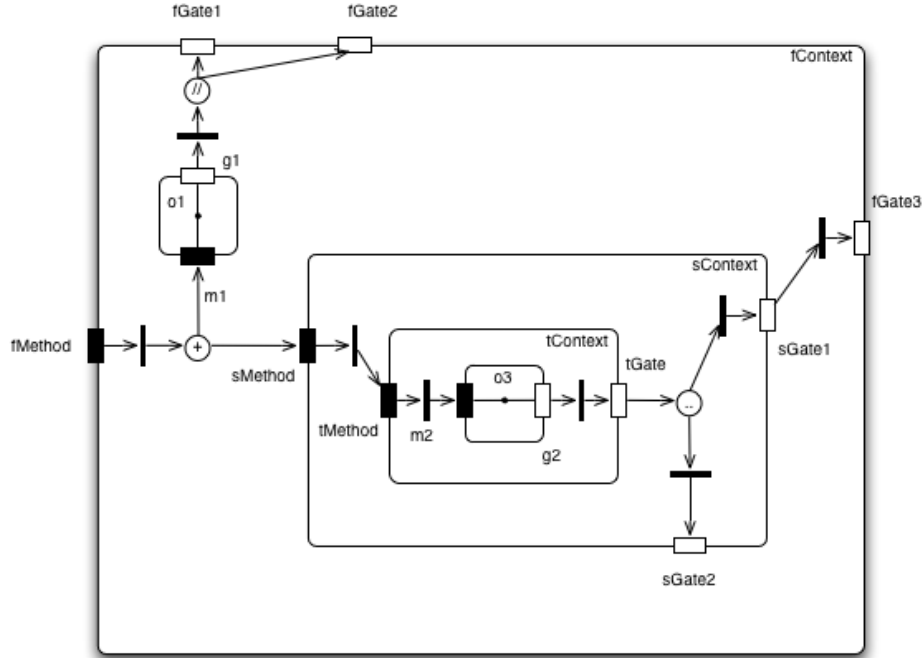 fGate1
fGate2
fContext
//
g1
o1
fGate3
sContext
m1
fMethod
+
sMethod
tContext
tGate
sGate1
o3
..
tMethod
m2
g2
sGate2